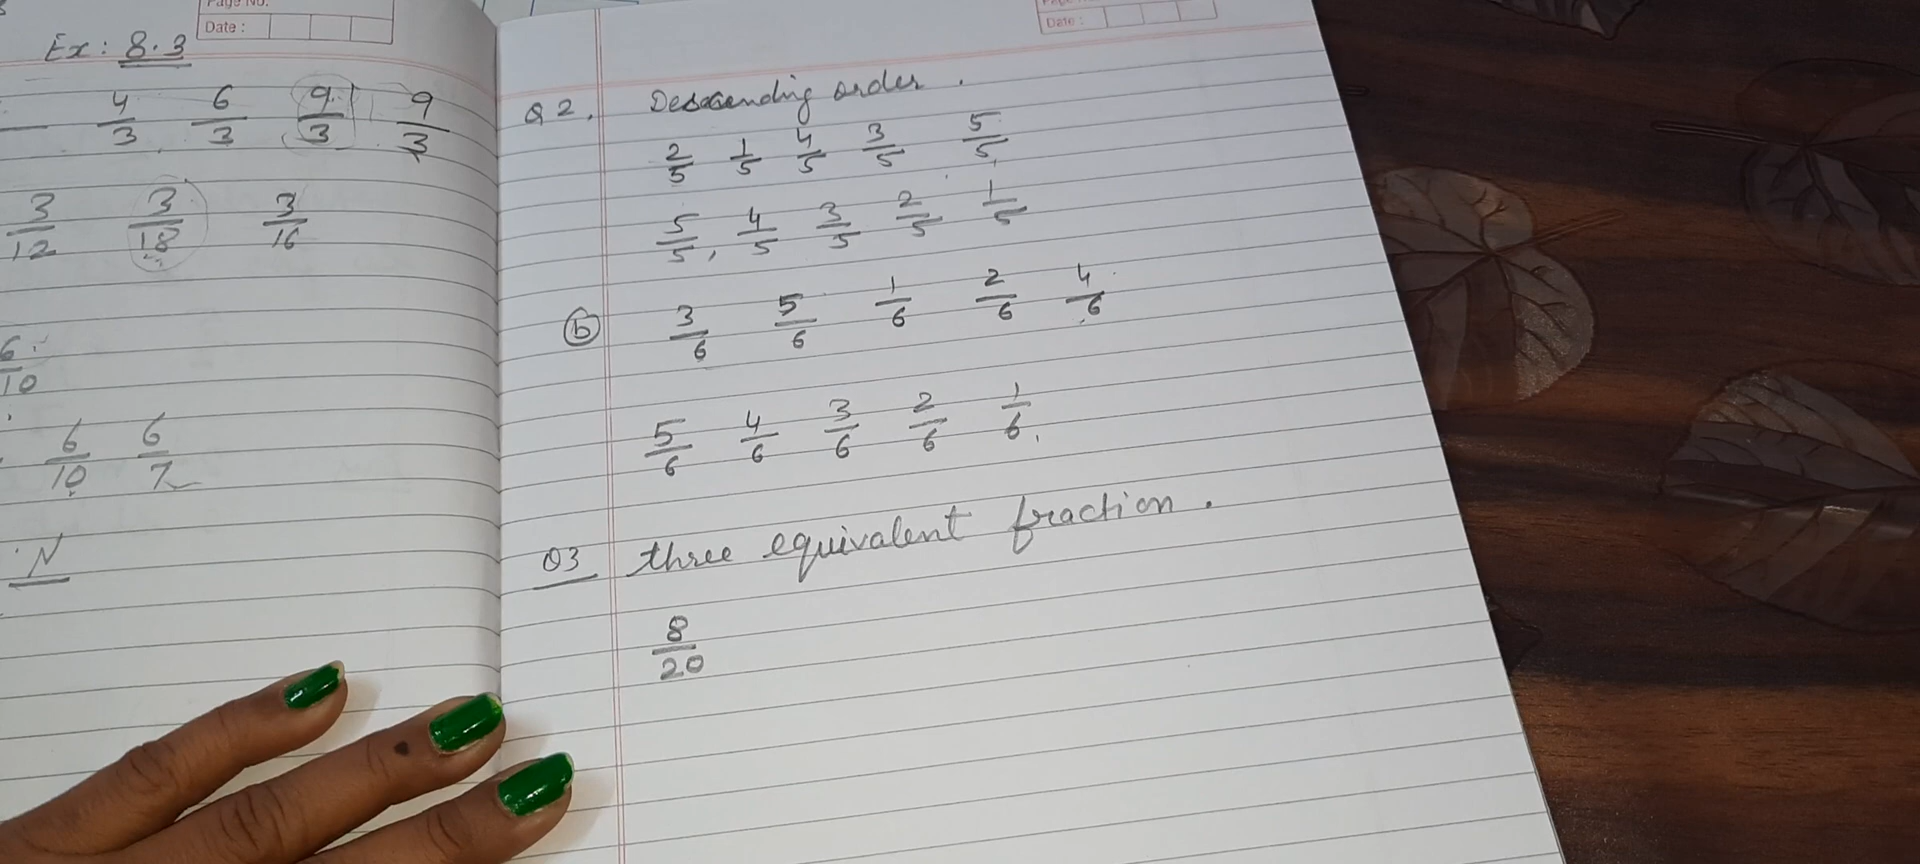 Page No.
Date :
Ex: 8.3
4/3 6/3 9/3 9/3
3/12 3/18 3/16
6/10
6/10 6/7
N
Date :
Q 2. Descending order.
2/5 1/5 4/5 3/5 5/5
5/5, 4/5 3/5 2/5 1/5
b 3/6 5/6 1/6 2/6 4/6
5/6 4/6 3/6 2/6 1/6.
Q3 three equivalent fraction.
8/20